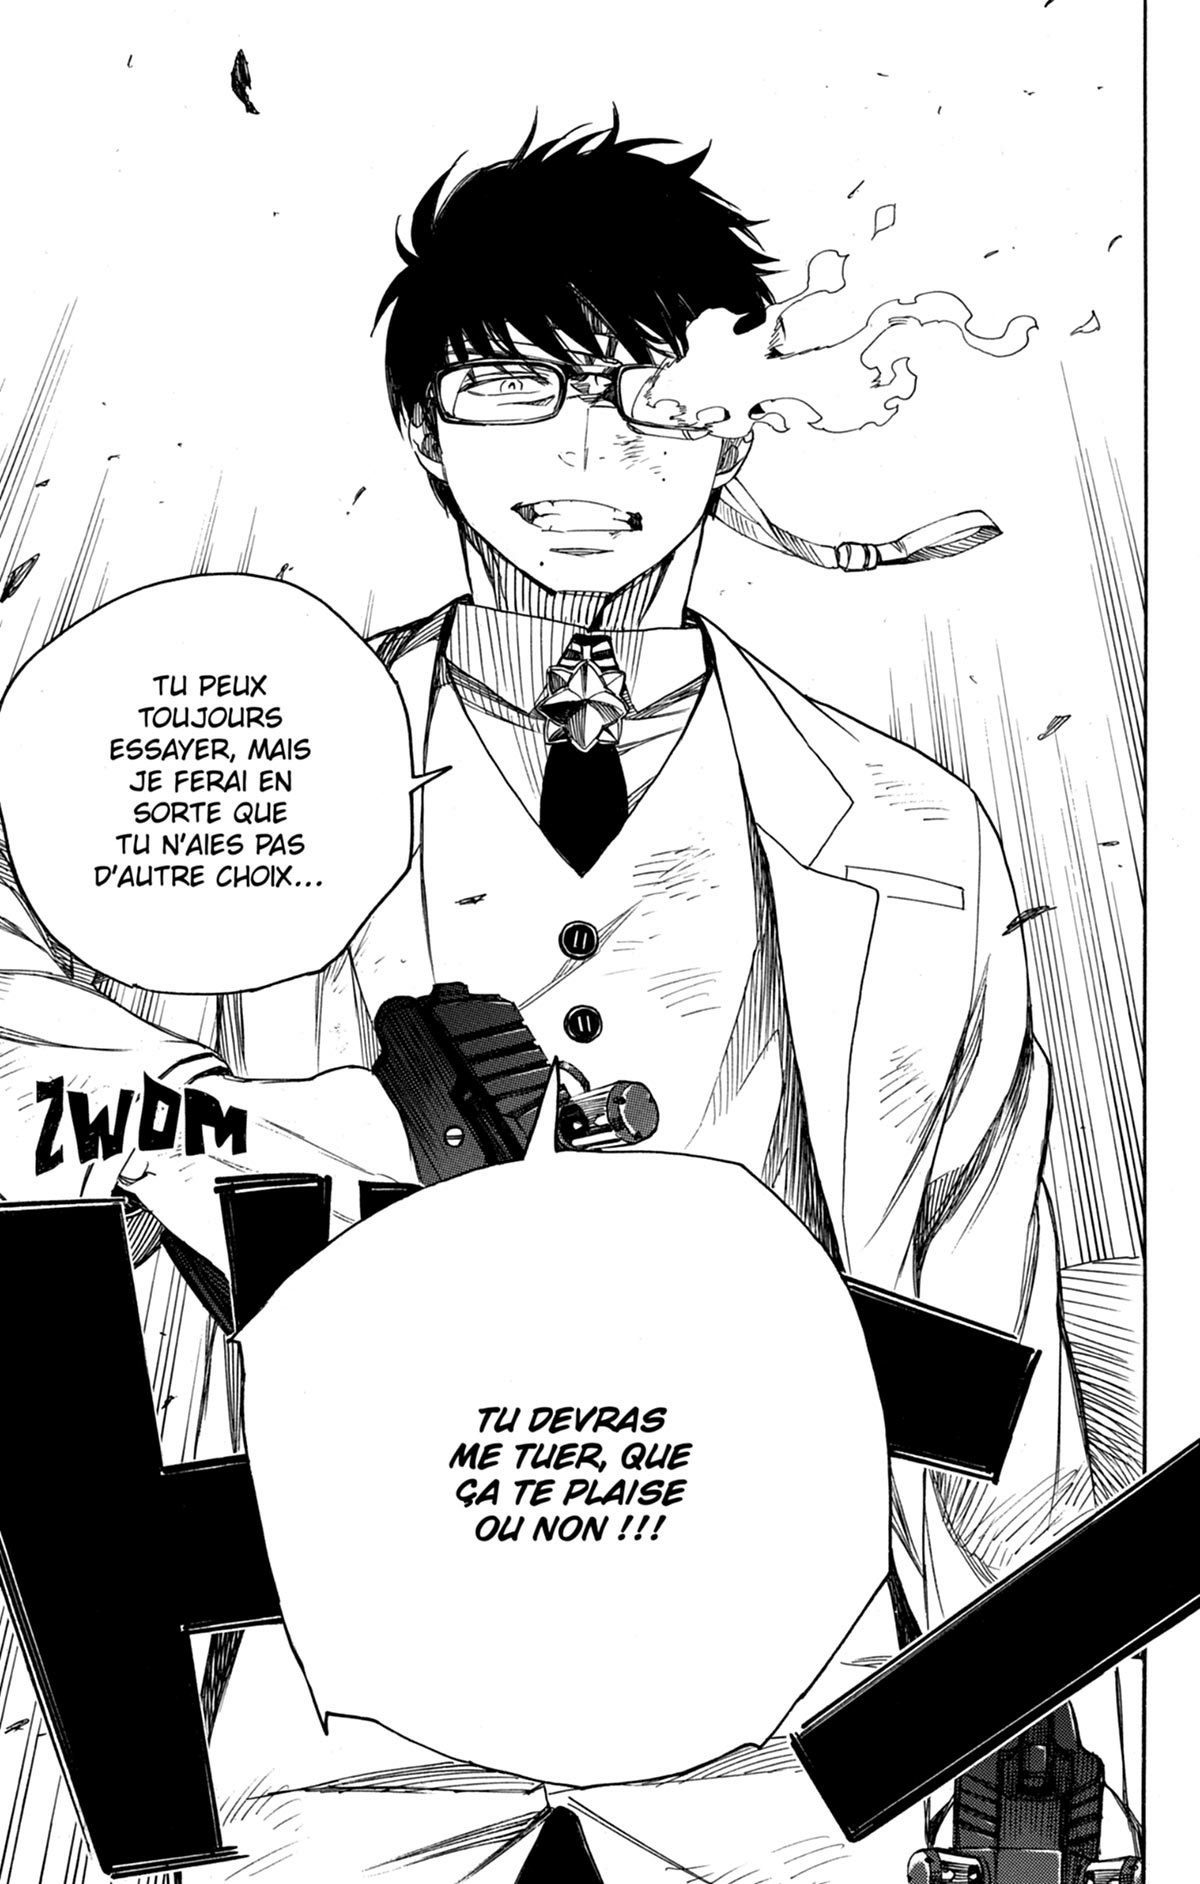 TU PEUX
TOUJOURS
ESSAYER, MAIS
JE FERAI EN
SORTE QUE
TU N'AIES PAS
D'AUTRE CHOIX...
ZWOM
TU DEVRAS
ME TUER, QUE
ÇA TE PLAISE
OU NON !!!